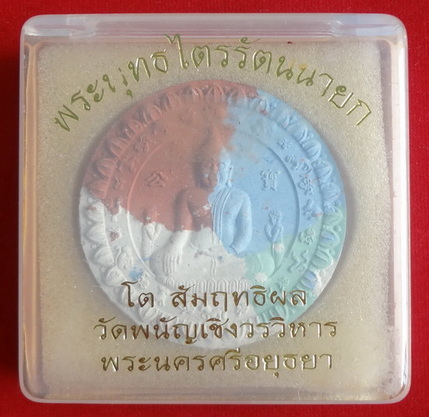 พระพุทธไตรรัตนนายก
โต สัมฤทธิผล
วัดพนัญเชิงวรวิหาร
พระนครศรีอยุธยา